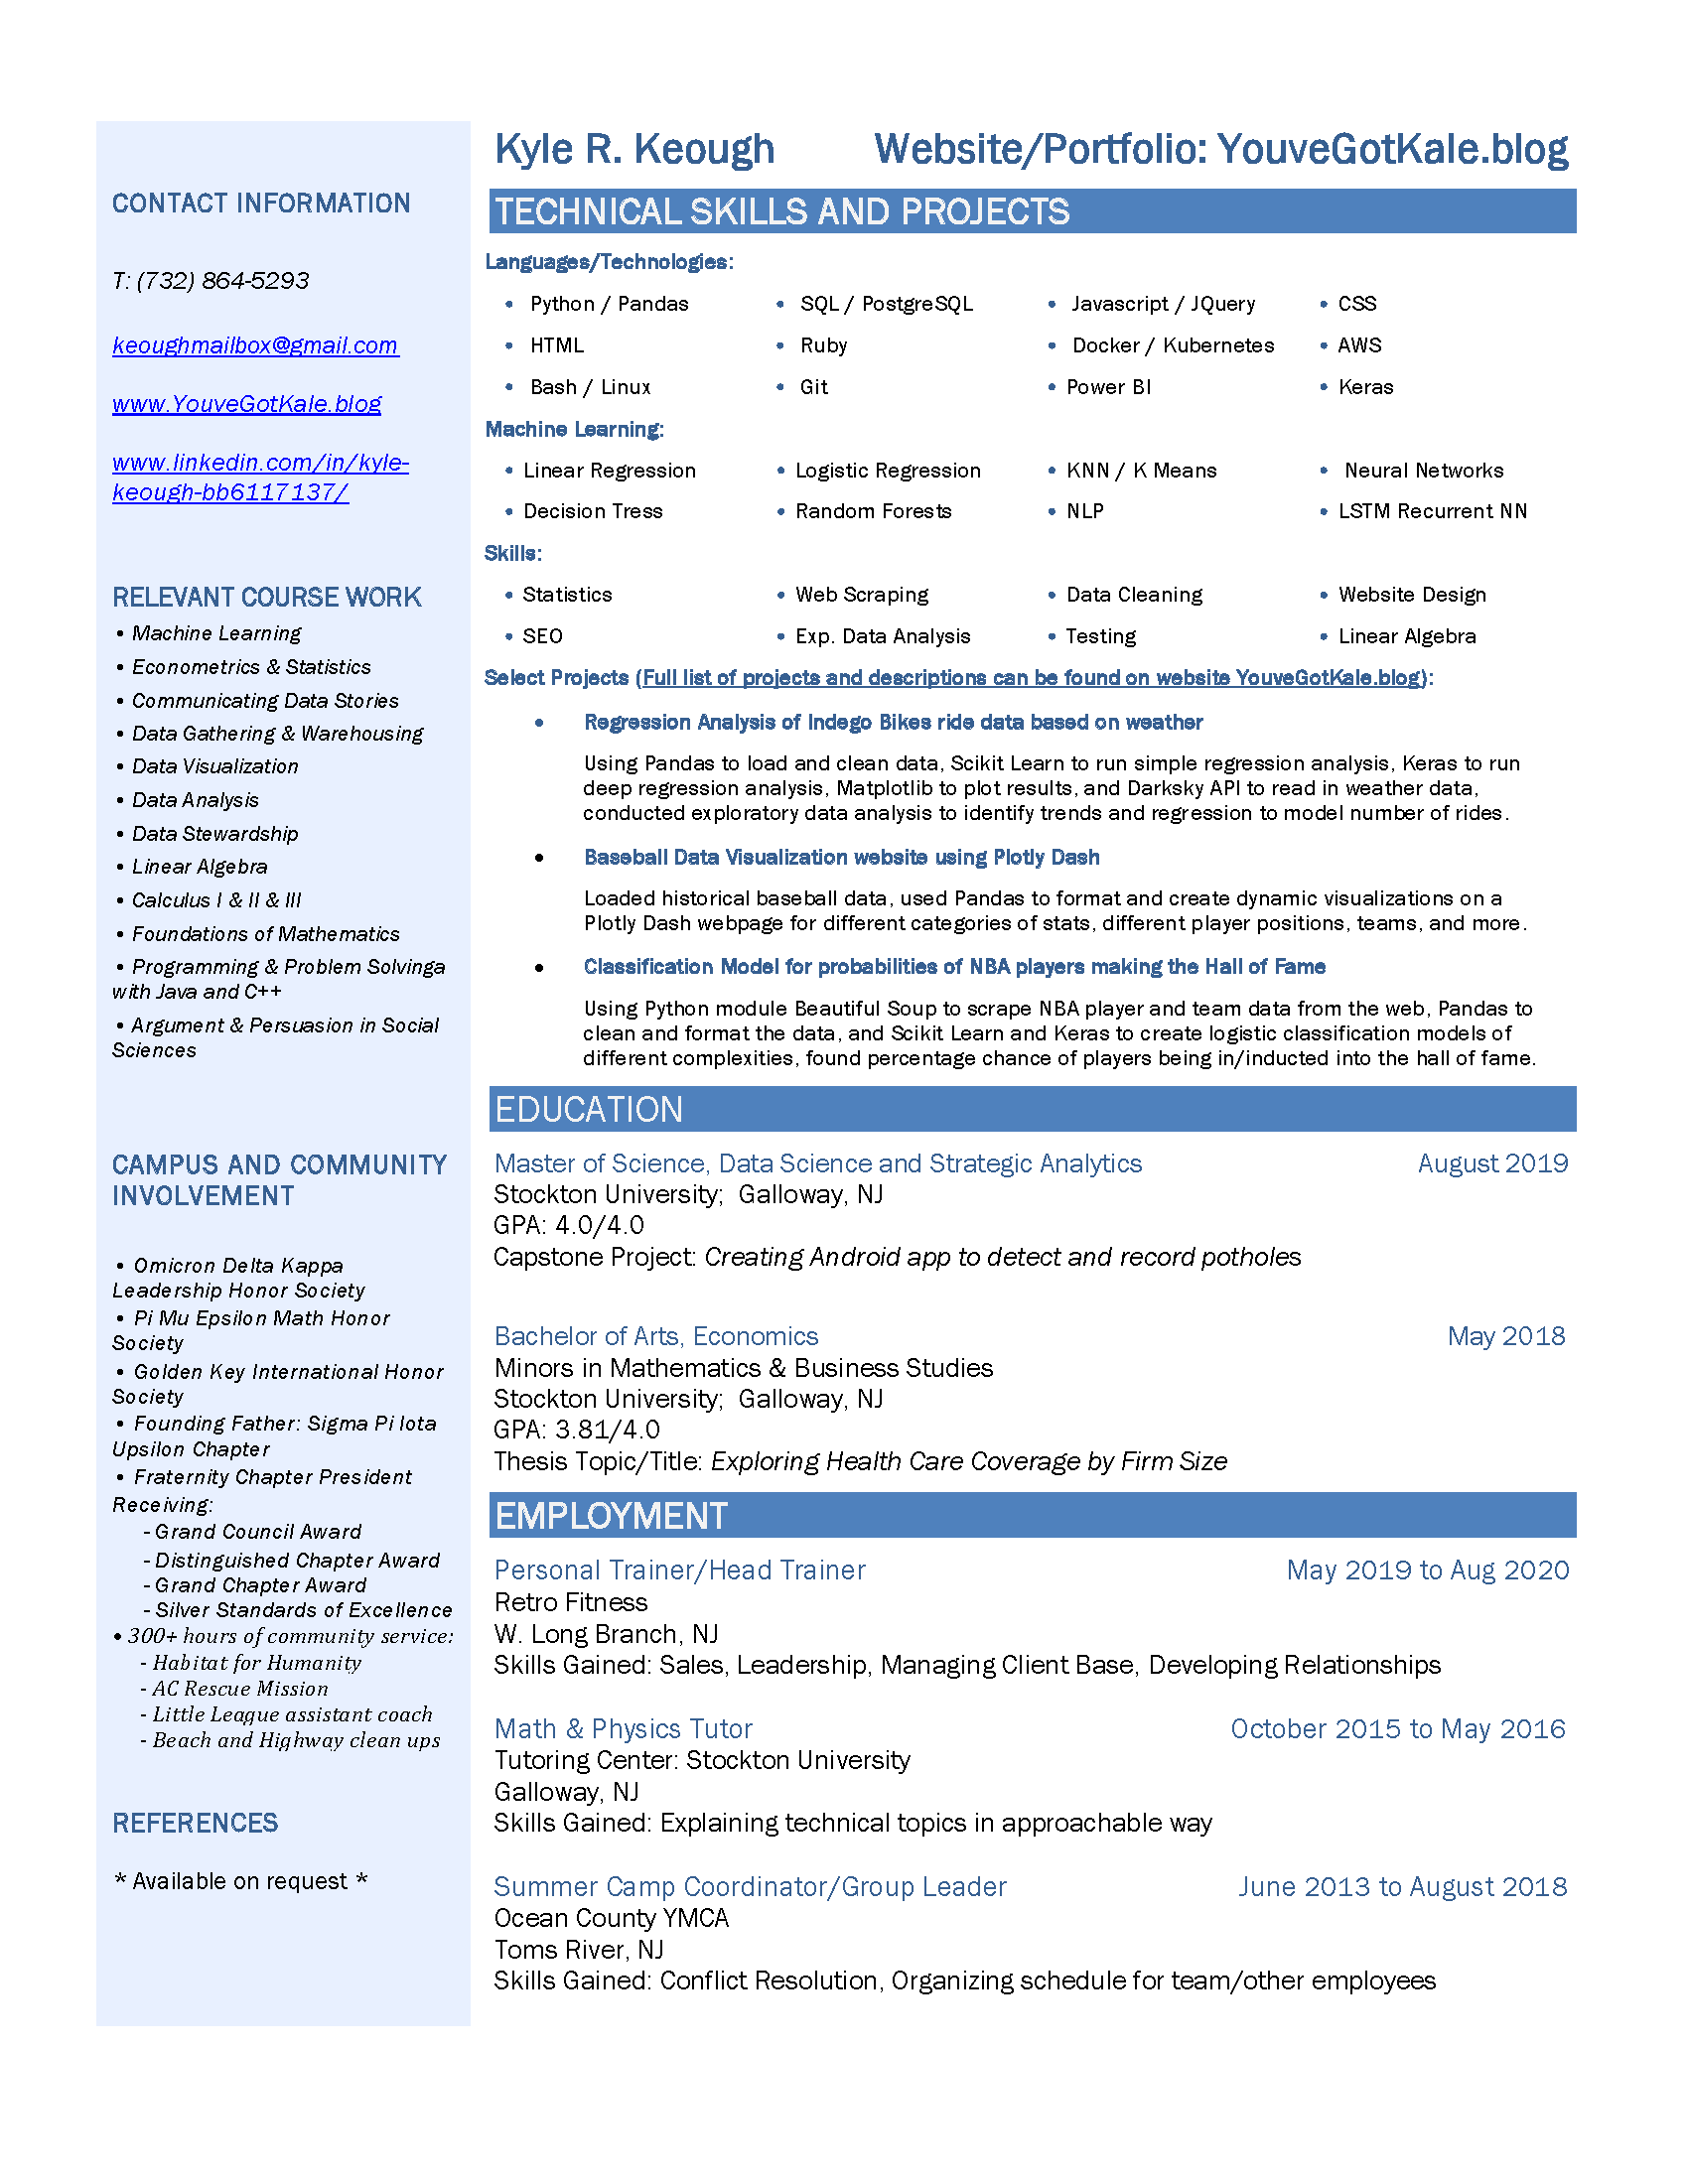 CONTACT INFORMATION
T: (732) 864-5293
keoughmailbox@gmail.com
www.YouveGotKale.blog
www.linkedin.com/in/kyle-
keough-bb6117137/
RELEVANT COURSE WORK
• Machine Learning
• Econometrics & Statistics
• Communicating Data Stories
• Data Gathering & Warehousing
• Data Visualization
• Data Analysis
• Data Stewardship
• Linear Algebra
• Calculus I & II & III
• Foundations of Mathematics
• Programming & Problem Solvinga
with Java and C++
• Argument & Persuasion in Social
Sciences
CAMPUS AND COMMUNITY
INVOLVEMENT
• Omicron Delta Kappa
Leadership Honor Society
• Pi Mu Epsilon Math Honor
Society
• Golden Key International Honor
Society
• Founding Father: Sigma Pi Iota
Upsilon Chapter
• Fraternity Chapter President
Receiving:
- Grand Council Award
- Distinguished Chapter Award
- Grand Chapter Award
- Silver Standards of Excellence
• 300+ hours of community service:
- Habitat for Humanity
- AC Rescue Mission
- Little League assistant coach
- Beach and Highway clean ups
REFERENCES
* Available on request *
Kyle R. Keough Website/Portfolio: YouveGotKale.blog
TECHNICAL SKILLS AND PROJECTS
Languages/Technologies:
• Python / Pandas • SQL / PostgreSQL • Javascript / JQuery • CSS
• HTML • Ruby • Docker / Kubernetes • AWS
• Bash / Linux • Git • Power BI • Keras
Machine Learning:
• Linear Regression • Logistic Regression • KNN / K Means • Neural Networks
• Decision Tress • Random Forests • NLP • LSTM Recurrent NN
Skills:
• Statistics • Web Scraping • Data Cleaning • Website Design
• SEO • Exp. Data Analysis • Testing • Linear Algebra
Select Projects (Full list of projects and descriptions can be found on website YouveGotKale.blog):
• Regression Analysis of Indego Bikes ride data based on weather
Using Pandas to load and clean data, Scikit Learn to run simple regression analysis, Keras to run
deep regression analysis, Matplotlib to plot results, and Darksky API to read in weather data,
conducted exploratory data analysis to identify trends and regression to model number of rides.
• Baseball Data Visualization website using Plotly Dash
Loaded historical baseball data, used Pandas to format and create dynamic visualizations on a
Plotly Dash webpage for different categories of stats, different player positions, teams, and more.
• Classification Model for probabilities of NBA players making the Hall of Fame
Using Python module Beautiful Soup to scrape NBA player and team data from the web, Pandas to
clean and format the data, and Scikit Learn and Keras to create logistic classification models of
different complexities, found percentage chance of players being in/inducted into the hall of fame.
EDUCATION
Master of Science, Data Science and Strategic Analytics August 2019
Stockton University; Galloway, NJ
GPA: 4.0/4.0
Capstone Project: Creating Android app to detect and record potholes
Bachelor of Arts, Economics May 2018
Minors in Mathematics & Business Studies
Stockton University; Galloway, NJ
GPA: 3.81/4.0
Thesis Topic/Title: Exploring Health Care Coverage by Firm Size
EMPLOYMENT
Personal Trainer/Head Trainer May 2019 to Aug 2020
Retro Fitness
W. Long Branch, NJ
Skills Gained: Sales, Leadership, Managing Client Base, Developing Relationships
Math & Physics Tutor October 2015 to May 2016
Tutoring Center: Stockton University
Galloway, NJ
Skills Gained: Explaining technical topics in approachable way
Summer Camp Coordinator/Group Leader June 2013 to August 2018
Ocean County YMCA
Toms River, NJ
Skills Gained: Conflict Resolution, Organizing schedule for team/other employees